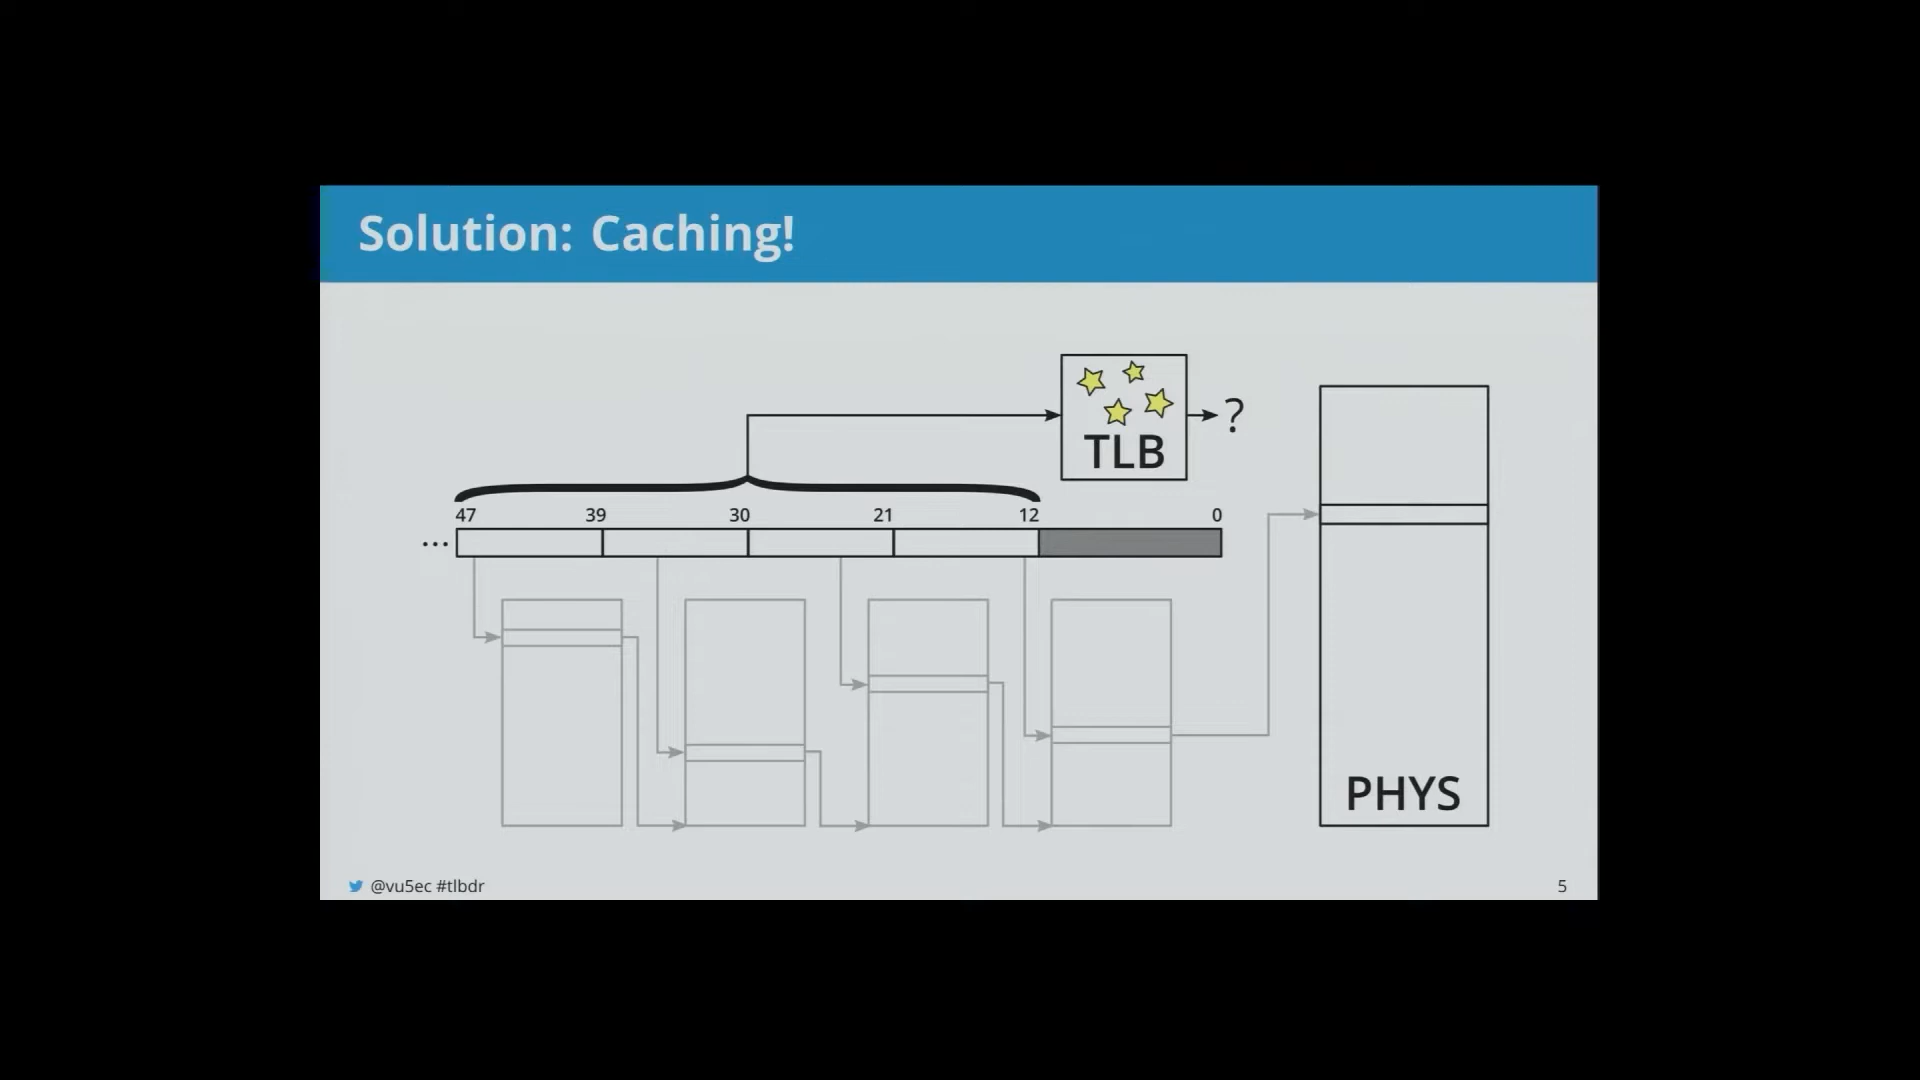 Solution: Caching!
TLB
?
47 39 30 21 12 0
...
PHYS
@vu5ec #tlbdr
5